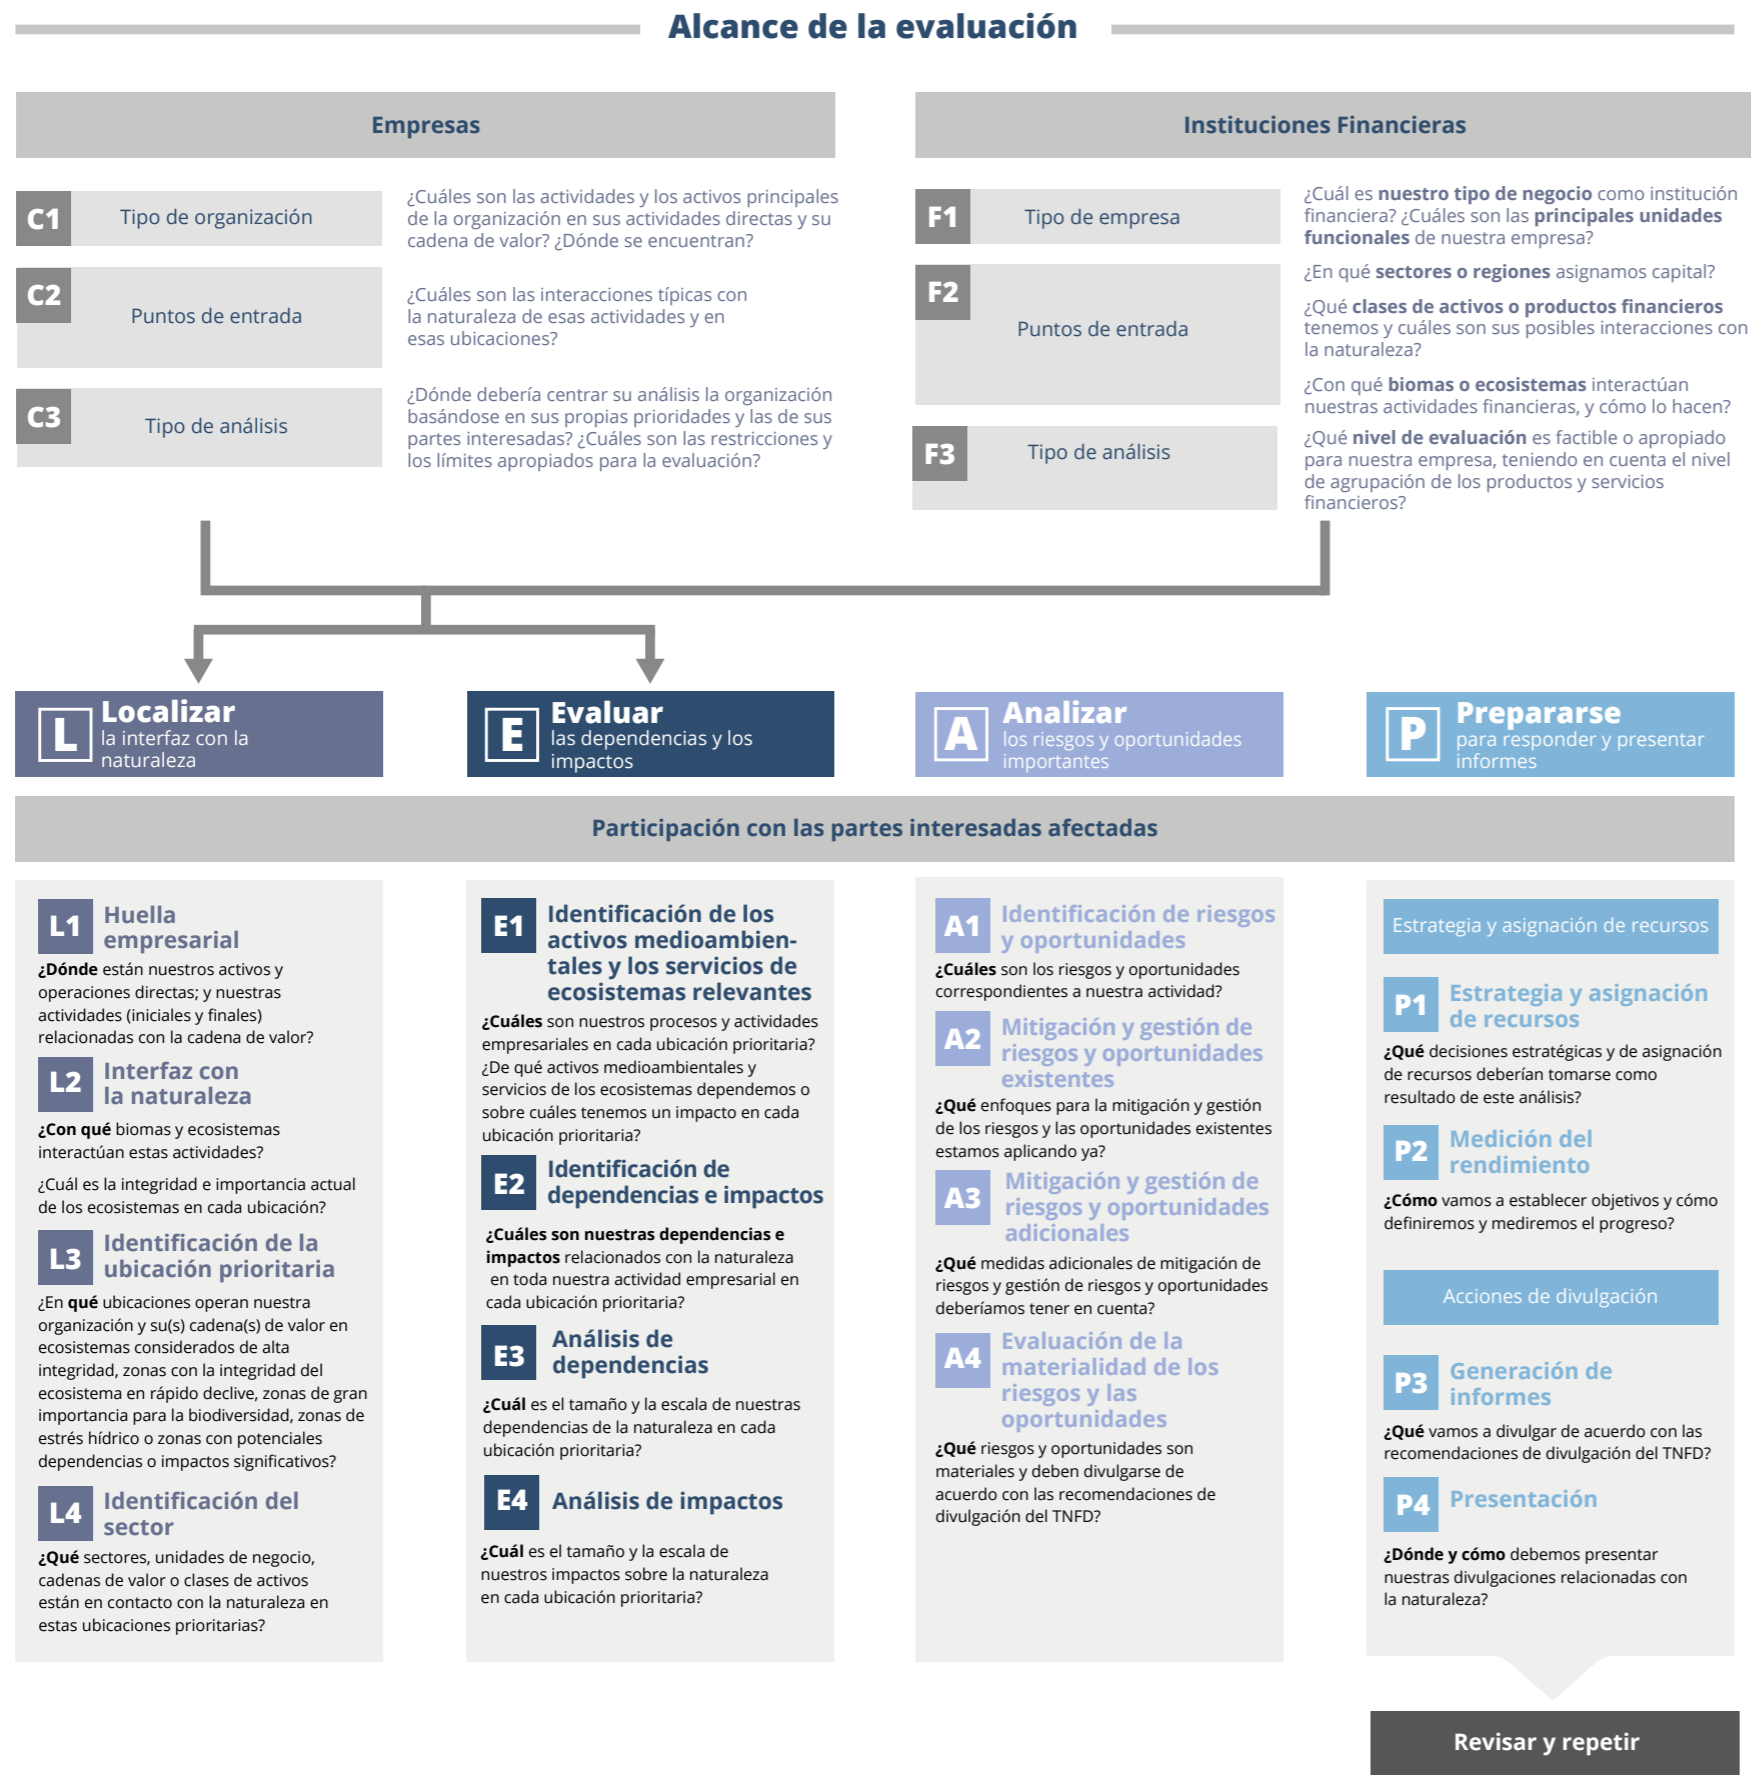 Alcance de la evaluación
Empresas
C1
Tipo de organización
¿Cuáles son las actividades y los activos principales
de la organización en sus actividades directas y su
cadena de valor? ¿Dónde se encuentran?
C2
Puntos de entrada
¿Cuáles son las interacciones típicas con
la naturaleza de esas actividades y en
esas ubicaciones?
C3
Tipo de análisis
¿Dónde debería centrar su análisis la organización
basándose en sus propias prioridades y las de sus
partes interesadas? ¿Cuáles son las restricciones y
los límites apropiados para la evaluación?
Instituciones Financieras
F1
Tipo de empresa
¿Cuál es nuestro tipo de negocio como institución
financiera? ¿Cuáles son las principales unidades
funcionales de nuestra empresa?
F2
Puntos de entrada
¿En qué sectores o regiones asignamos capital?
¿Qué clases de activos o productos financieros
tenemos y cuáles son sus posibles interacciones con
la naturaleza?
¿Con qué biomas o ecosistemas interactúan
nuestras actividades financieras, y cómo lo hacen?
F3
Tipo de análisis
¿Qué nivel de evaluación es factible o apropiado
para nuestra empresa, teniendo en cuenta el nivel
de agrupación de los productos y servicios
financieros?
L
Localizar
la interfaz con la
naturaleza
E
Evaluar
las dependencias y los
impactos
A
Analizar
los riesgos y oportunidades
importantes
P
Prepararse
para responder y presentar
informes
Participación con las partes interesadas afectadas
L1
Huella
empresarial
¿Dónde están nuestros activos y
operaciones directas; y nuestras
actividades (iniciales y finales)
relacionadas con la cadena de valor?
L2
Interfaz con
la naturaleza
¿Con qué biomas y ecosistemas
interactúan estas actividades?
¿Cuál es la integridad e importancia actual
de los ecosistemas en cada ubicación?
L3
Identificación de la
ubicación prioritaria
¿En qué ubicaciones operan nuestra
organización y su(s) cadena(s) de valor en
ecosistemas considerados de alta
integridad, zonas con la integridad del
ecosistema en rápido declive, zonas de gran
importancia para la biodiversidad, zonas de
estrés hídrico o zonas con potenciales
dependencias o impactos significativos?
L4
Identificación del
sector
¿Qué sectores, unidades de negocio,
cadenas de valor o clases de activos
están en contacto con la naturaleza en
estas ubicaciones prioritarias?
E1
Identificación de los
activos medioambien-
tales y los servicios de
ecosistemas relevantes
¿Cuáles son nuestros procesos y actividades
empresariales en cada ubicación prioritaria?
¿De qué activos medioambientales y
servicios de los ecosistemas dependemos o
sobre cuáles tenemos un impacto en cada
ubicación prioritaria?
E2
Identificación de
dependencias e impactos
¿Cuáles son nuestras dependencias e
impactos relacionados con la naturaleza
en toda nuestra actividad empresarial en
cada ubicación prioritaria?
E3
Análisis de
dependencias
¿Cuál es el tamaño y la escala de nuestras
dependencias de la naturaleza en cada
ubicación prioritaria?
E4
Análisis de impactos
¿Cuál es el tamaño y la escala de
nuestros impactos sobre la naturaleza
en cada ubicación prioritaria?
A1
Identificación de riesgos
y oportunidades
¿Cuáles son los riesgos y oportunidades
correspondientes a nuestra actividad?
A2
Mitigación y gestión de
riesgos y oportunidades
existentes
¿Qué enfoques para la mitigación y gestión
de los riesgos y las oportunidades existentes
estamos aplicando ya?
A3
Mitigación y gestión de
riesgos y oportunidades
adicionales
¿Qué medidas adicionales de mitigación de
riesgos y gestión de riesgos y oportunidades
deberíamos tener en cuenta?
A4
Evaluación de la
materialidad de los
riesgos y las
oportunidades
¿Qué riesgos y oportunidades son
materiales y deben divulgarse de
acuerdo con las recomendaciones de
divulgación del TNFD?
Estrategia y asignación de recursos
P1
Estrategia y asignación
de recursos
¿Qué decisiones estratégicas y de asignación
de recursos deberían tomarse como
resultado de este análisis?
P2
Medición del
rendimiento
¿Cómo vamos a establecer objetivos y cómo
definiremos y mediremos el progreso?
Acciones de divulgación
P3
Generación de
informes
¿Qué vamos a divulgar de acuerdo con las
recomendaciones de divulgación del TNFD?
P4
Presentación
¿Dónde y cómo debemos presentar
nuestras divulgaciones relacionadas con
la naturaleza?
Revisar y repetir